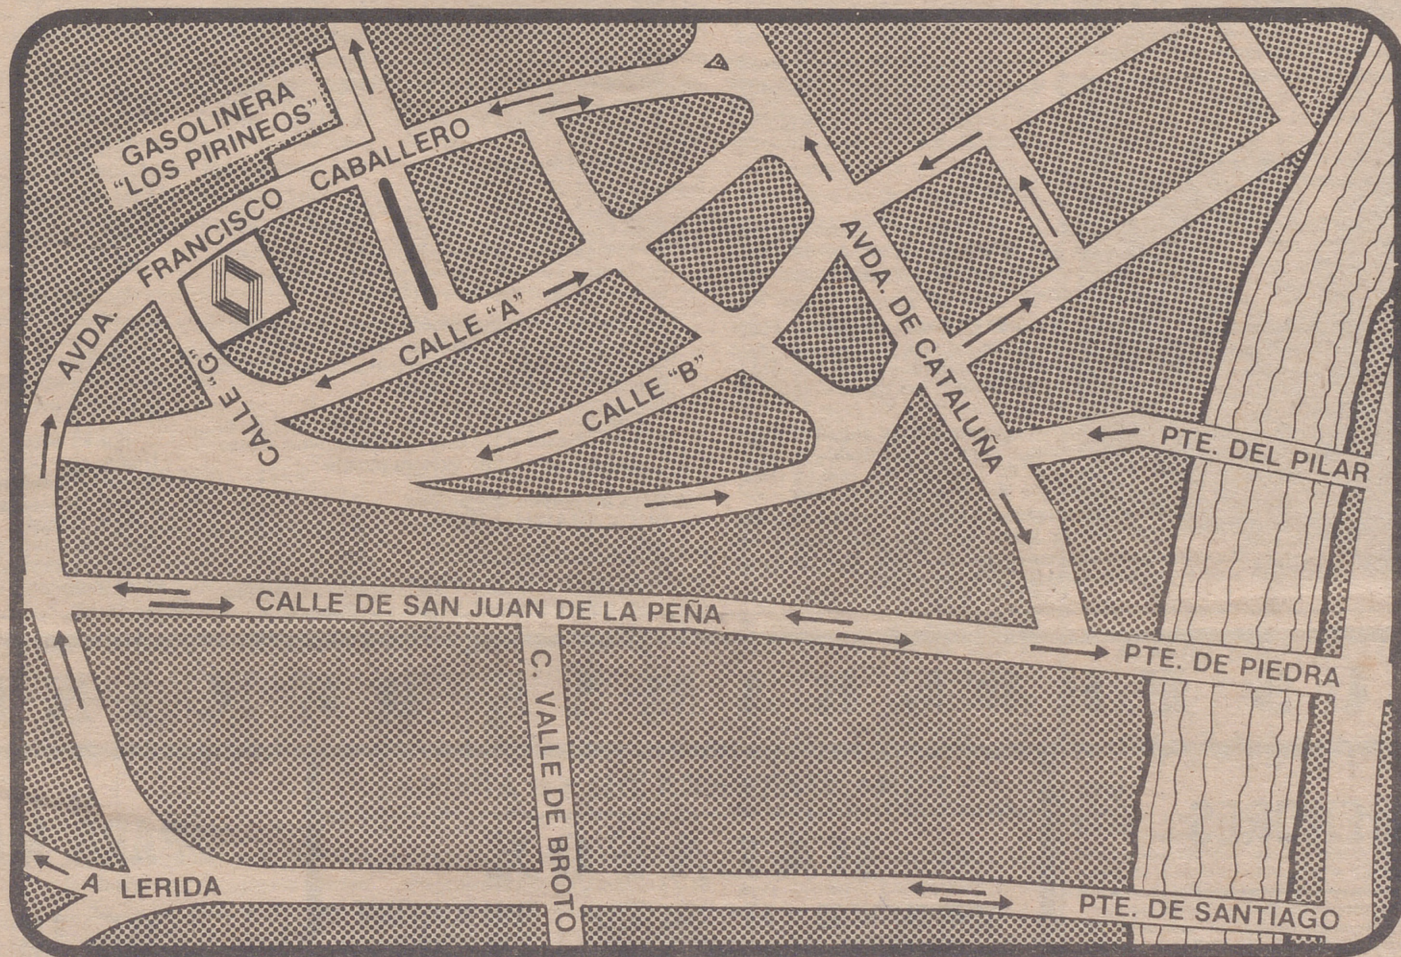 GASOLINERA
"LOS PIRINEOS"
AVDA. FRANCISCO CABALLERO
CALLE "G"
CALLE "A"
CALLE "B"
AVDA. DE CATALUÑA
PTE. DEL PILAR
CALLE DE SAN JUAN DE LA PEÑA
PTE. DE PIEDRA
C. VALLE DE BROTO
A LERIDA
PTE. DE SANTIAGO